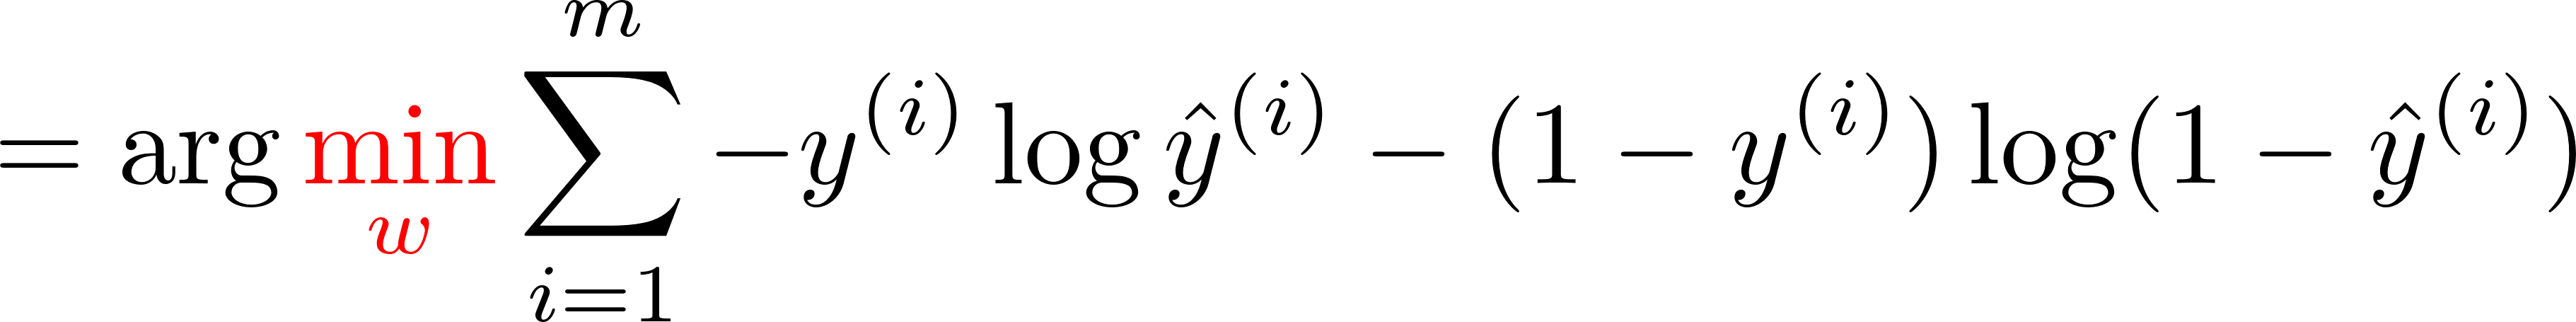 = arg min_w ∑_{i=1}^{m} −y^{(i)} log ŷ^{(i)} − (1 − y^{(i)}) log(1 − ŷ^{(i)})